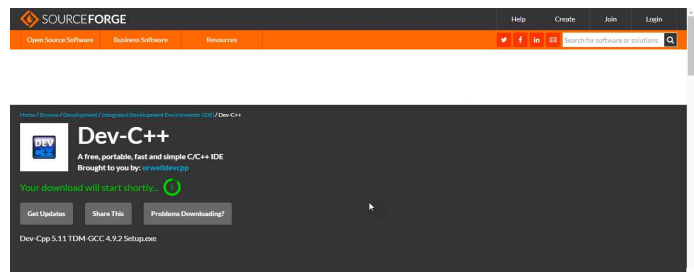 SOURCEFORGE
Help Create Join Login
Open Source Software Business Software Resources
Search for software or solutions
Home / Browse / Development / Integrated Development Environments (IDE) / Dev-C++
DEV
Dev-C++
A free, portable, fast and simple C/C++ IDE
Brought to you by: orwelldevcpp
Your download will start shortly... 5
Get Updates Share This Problems Downloading?
Dev-Cpp 5.11 TDM-GCC 4.9.2 Setup.exe